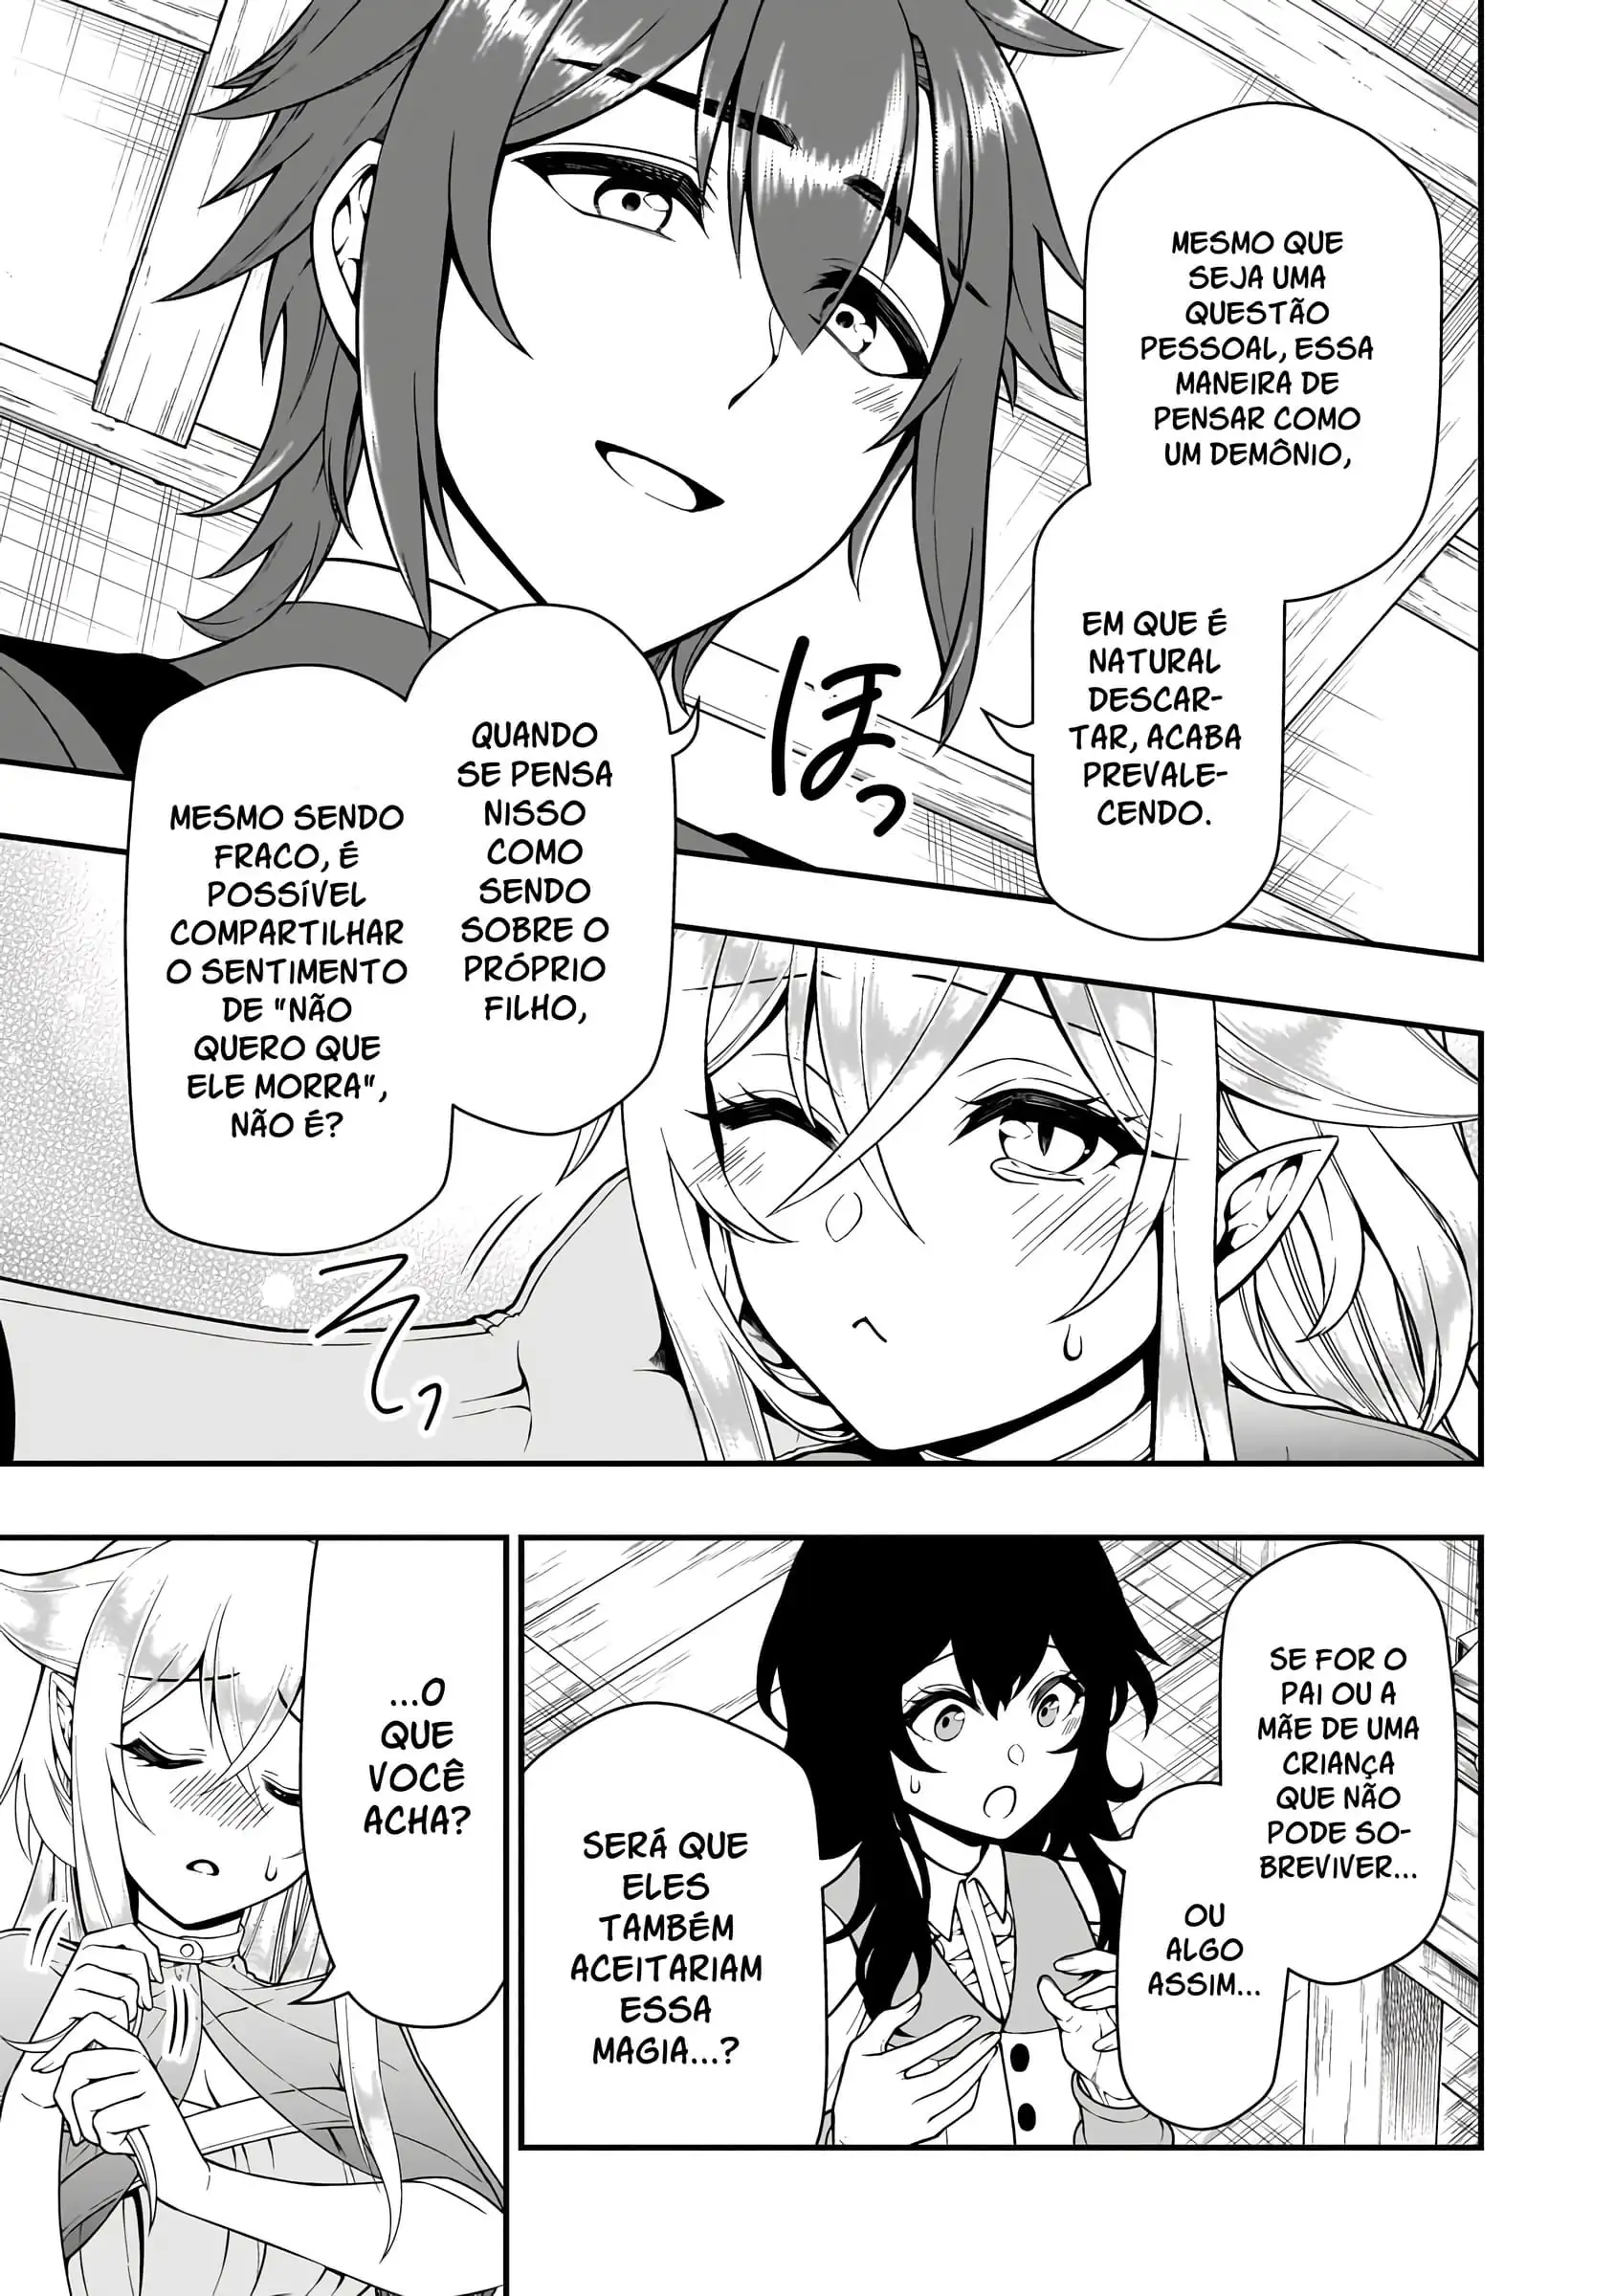 MESMO QUE
SEJA UMA
QUESTÃO
PESSOAL, ESSA
MANEIRA DE
PENSAR COMO
UM DEMÔNIO,
EM QUE É
NATURAL
DESCAR-
TAR, ACABA
PREVALE-
CENDO.
ほっ
QUANDO
SE PENSA
NISSO
COMO
SENDO
SOBRE O
PRÓPRIO
FILHO,
MESMO SENDO
FRACO, É
POSSÍVEL
COMPARTILHAR
O SENTIMENTO
DE "NÃO
QUERO QUE
ELE MORRA",
NÃO É?
そっ
SE FOR O
PAI OU A
MÃE DE UMA
CRIANÇA
QUE NÃO
PODE SO-
BREVIVER...
OU
ALGO
ASSIM...
SERÁ QUE
ELES
TAMBÉM
ACEITARIAM
ESSA
MAGIA...?
...O
QUE
VOCÊ
ACHA?